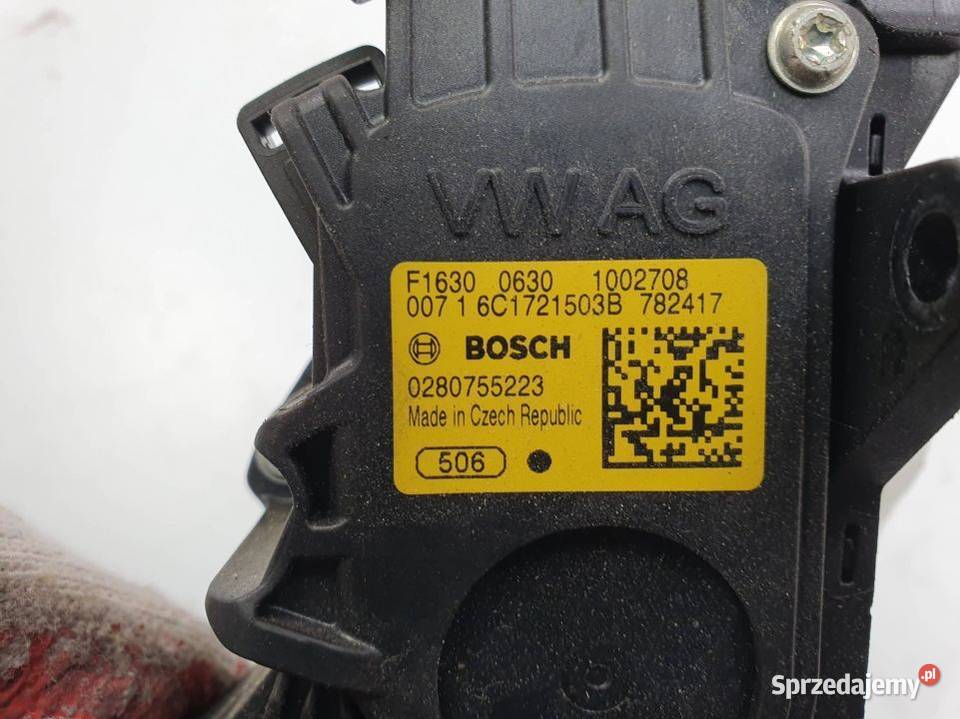 VW AG
F1630 0630 1002708
007 1 6C1721503B 782417
BOSCH
0280755223
Made in Czech Republic
506
Sprzedajemy.pl